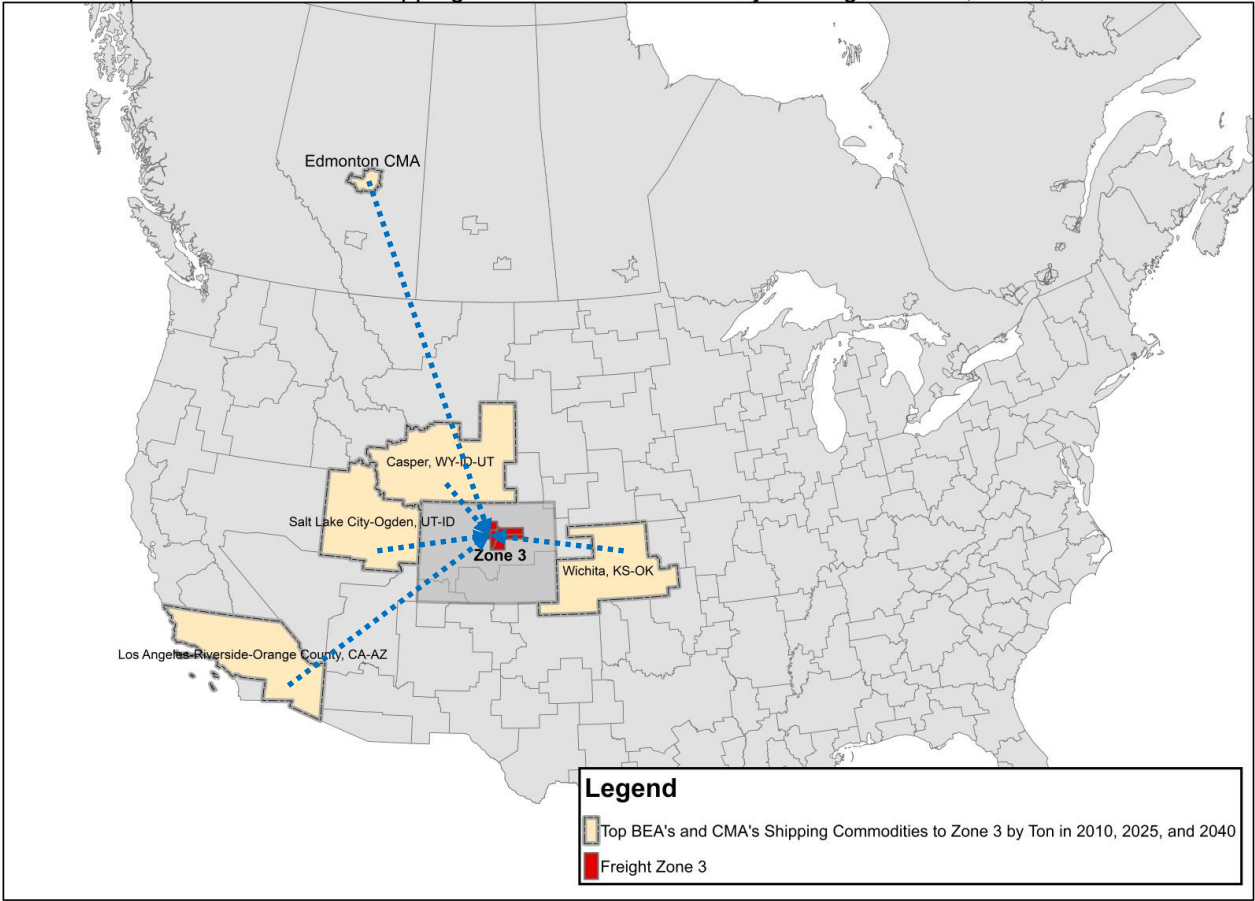 Edmonton CMA
Casper, WY-ID-UT
Salt Lake City-Ogden, UT-ID
Zone 3
Wichita, KS-OK
Los Angeles-Riverside-Orange County, CA-AZ
Legend
Top BEA's and CMA's Shipping Commodities to Zone 3 by Ton in 2010, 2025, and 2040
Freight Zone 3